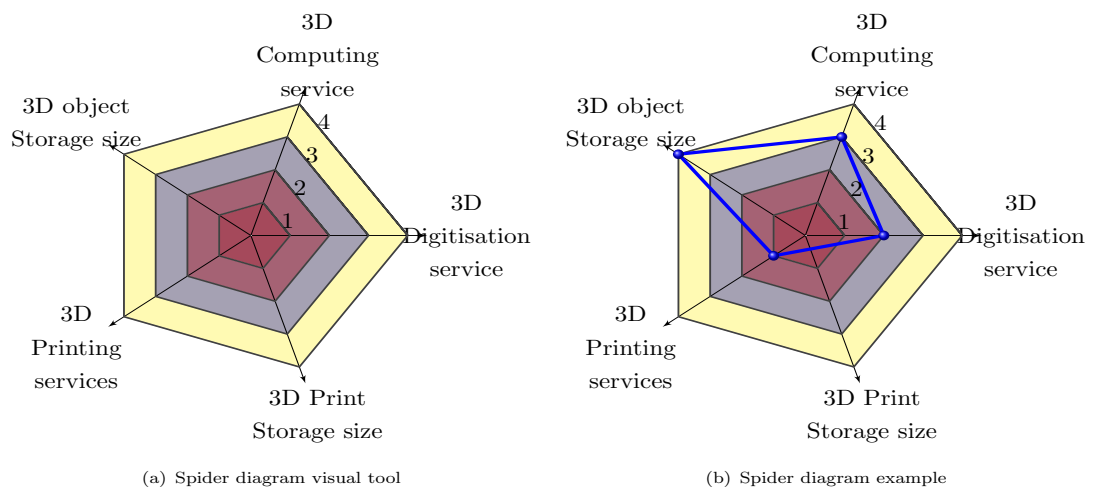 3D
Computing
service
3D object
Storage size
4
3
2
1
3D
Digitisation
service
3D
Printing
services
3D Print
Storage size
(a) Spider diagram visual tool
3D
Computing
service
3D object
Storage size
4
3
2
1
3D
Digitisation
service
3D
Printing
services
3D Print
Storage size
(b) Spider diagram example